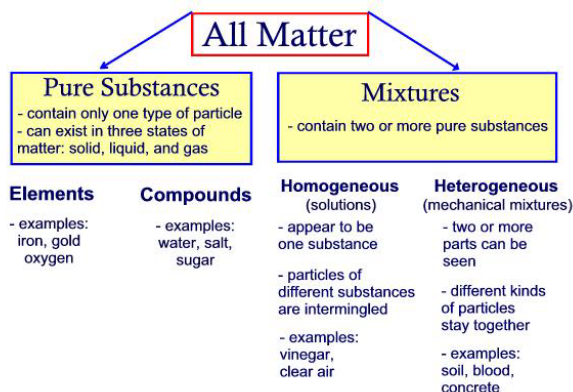 All Matter
Pure Substances
- contain only one type of particle
- can exist in three states of
matter: solid, liquid, and gas
Mixtures
- contain two or more pure substances
Elements
- examples:
iron, gold
oxygen
Compounds
- examples:
water, salt,
sugar
Homogeneous
(solutions)
- appear to be
one substance
- particles of
different substances
are intermingled
- examples:
vinegar,
clear air
Heterogeneous
(mechanical mixtures)
- two or more
parts can be
seen
- different kinds
of particles
stay together
- examples:
soil, blood,
concrete